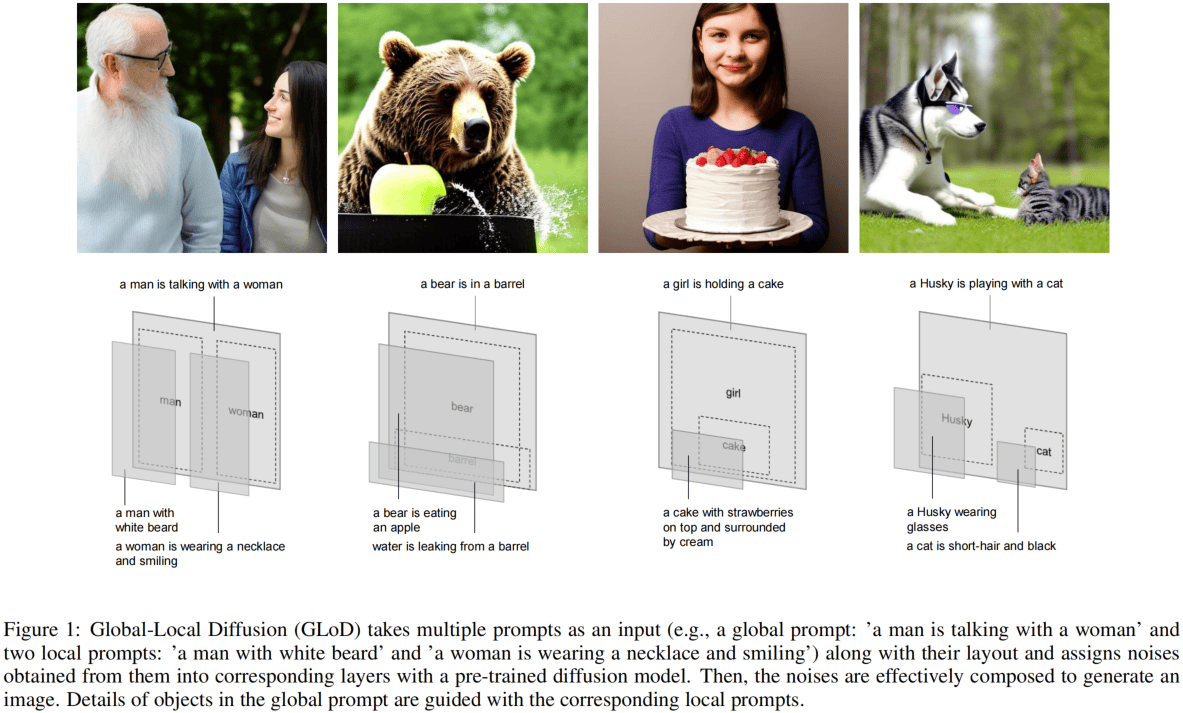 a man is talking with a woman
a bear is in a barrel
a girl is holding a cake
a Husky is playing with a cat
man
woman
bear
barrel
girl
cake
Husky
cat
a man with
white beard
a woman is wearing a necklace
and smiling
a bear is eating
an apple
water is leaking from a barrel
a cake with strawberries
on top and surrounded
by cream
a Husky wearing
glasses
a cat is short-hair and black
Figure 1: Global-Local Diffusion (GLoD) takes multiple prompts as an input (e.g., a global prompt: ’a man is talking with a woman’ and
two local prompts: ’a man with white beard’ and ’a woman is wearing a necklace and smiling’) along with their layout and assigns noises
obtained from them into corresponding layers with a pre-trained diffusion model. Then, the noises are effectively composed to generate an
image. Details of objects in the global prompt are guided with the corresponding local prompts.